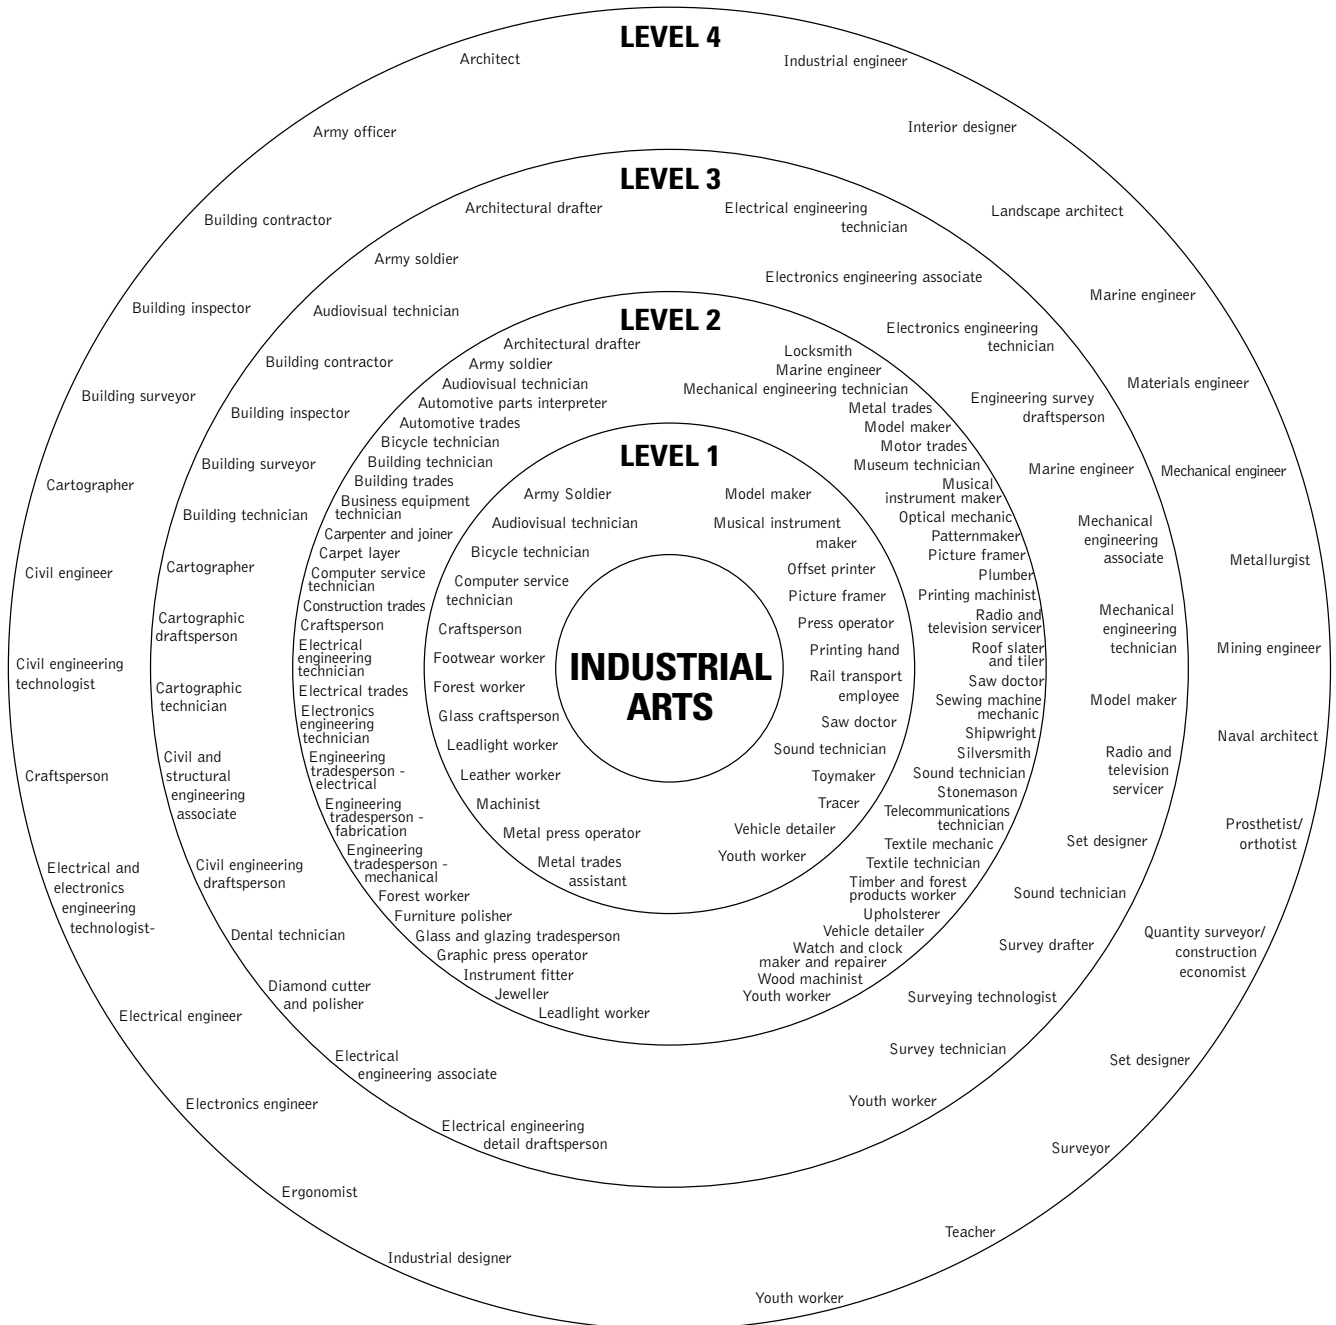 LEVEL 4
Architect
Army officer
Building contractor
Building inspector
Building surveyor
Cartographer
Civil engineer
Civil engineering
technologist
Craftsperson
Electrical and
electronics
engineering
technologist-
Electrical engineer
Electronics engineer
Ergonomist
Industrial designer
Industrial engineer
Interior designer
Landscape architect
Marine engineer
Materials engineer
Mechanical engineer
Metallurgist
Mining engineer
Naval architect
Prosthetist/
orthotist
Quantity surveyor/
construction
economist
Set designer
Surveyor
Teacher
Youth worker
LEVEL 3
Architectural drafter
Army soldier
Audiovisual technician
Building contractor
Building inspector
Building surveyor
Building technician
Cartographer
Cartographic
draftsperson
Cartographic
technician
Civil and
structural
engineering
associate
Civil engineering
draftsperson
Dental technician
Diamond cutter
and polisher
Electrical
engineering associate
Electrical engineering
detail draftsperson
Electrical engineering
technician
Electronics engineering associate
Electronics engineering
technician
Engineering survey
draftsperson
Marine engineer
Mechanical
engineering
associate
Mechanical
engineering
technician
Model maker
Radio and
television
servicer
Set designer
Sound technician
Survey drafter
Surveying technologist
Survey technician
Youth worker
LEVEL 2
Architectural drafter
Army soldier
Audiovisual technician
Automotive parts interpreter
Automotive trades
Bicycle technician
Building technician
Building trades
Business equipment
technician
Carpenter and joiner
Carpet layer
Computer service
technician
Construction trades
Craftsperson
Electrical
engineering
technician
Electrical trades
Electronics
engineering
technician
Engineering
tradesperson -
electrical
Engineering
tradesperson -
fabrication
Engineering
tradesperson -
mechanical
Forest worker
Furniture polisher
Glass and glazing tradesperson
Graphic press operator
Instrument fitter
Jeweller
Leadlight worker
Locksmith
Marine engineer
Mechanical engineering technician
Metal trades
Model maker
Motor trades
Museum technician
Musical
instrument maker
Optical mechanic
Patternmaker
Picture framer
Plumber
Printing machinist
Radio and
television servicer
Roof slater
and tiler
Saw doctor
Sewing machine
mechanic
Shipwright
Silversmith
Sound technician
Stonemason
Telecommunications
technician
Textile mechanic
Textile technician
Timber and forest
products worker
Upholsterer
Vehicle detailer
Watch and clock
maker and repairer
Wood machinist
Youth worker
LEVEL 1
Army Soldier
Audiovisual technician
Bicycle technician
Computer service
technician
Craftsperson
Footwear worker
Forest worker
Glass craftsperson
Leadlight worker
Leather worker
Machinist
Metal press operator
Metal trades
assistant
Model maker
Musical instrument
maker
Offset printer
Picture framer
Press operator
Printing hand
Rail transport
employee
Saw doctor
Sound technician
Toymaker
Tracer
Vehicle detailer
Youth worker
INDUSTRIAL
ARTS